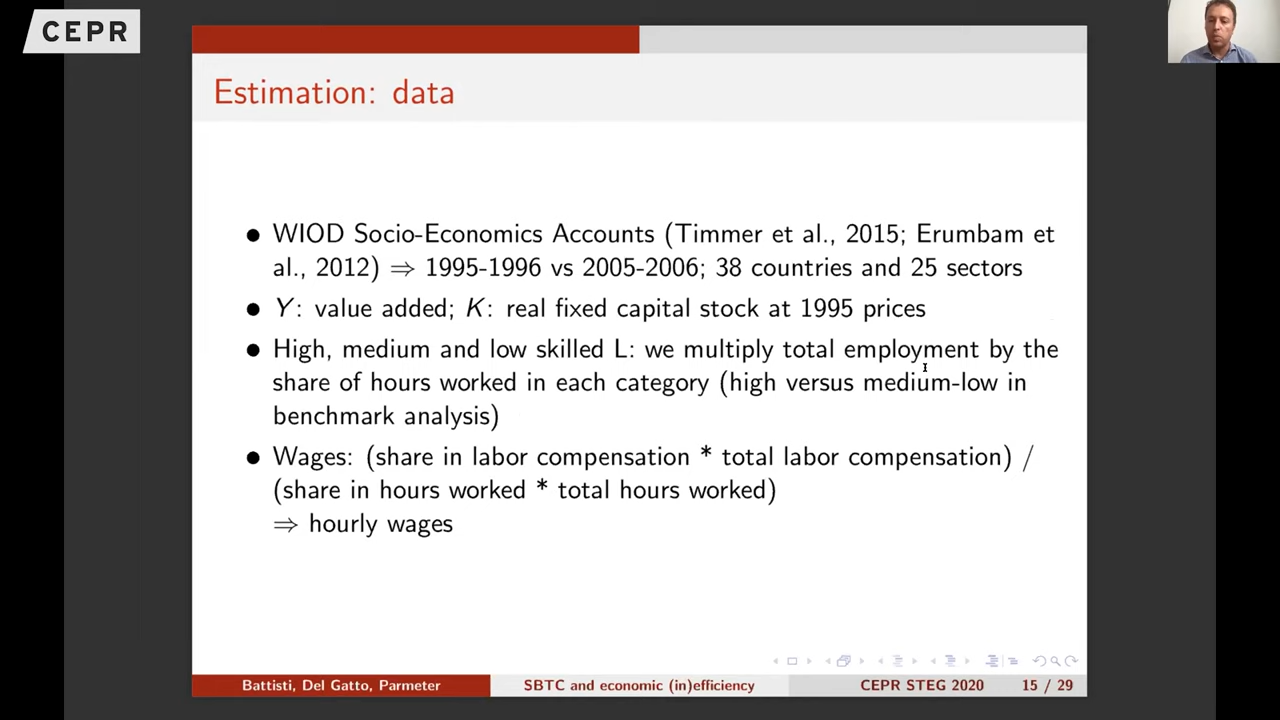 CEPR
Estimation: data
● WIOD Socio-Economics Accounts (Timmer et al., 2015; Erumbam et
al., 2012) ⇒ 1995-1996 vs 2005-2006; 38 countries and 25 sectors
● Y: value added; K: real fixed capital stock at 1995 prices
● High, medium and low skilled L: we multiply total employment by the
share of hours worked in each category (high versus medium-low in
benchmark analysis)
● Wages: (share in labor compensation * total labor compensation) /
(share in hours worked * total hours worked)
⇒ hourly wages
Battisti, Del Gatto, Parmeter SBTC and economic (in)efficiency CEPR STEG 2020 15 / 29